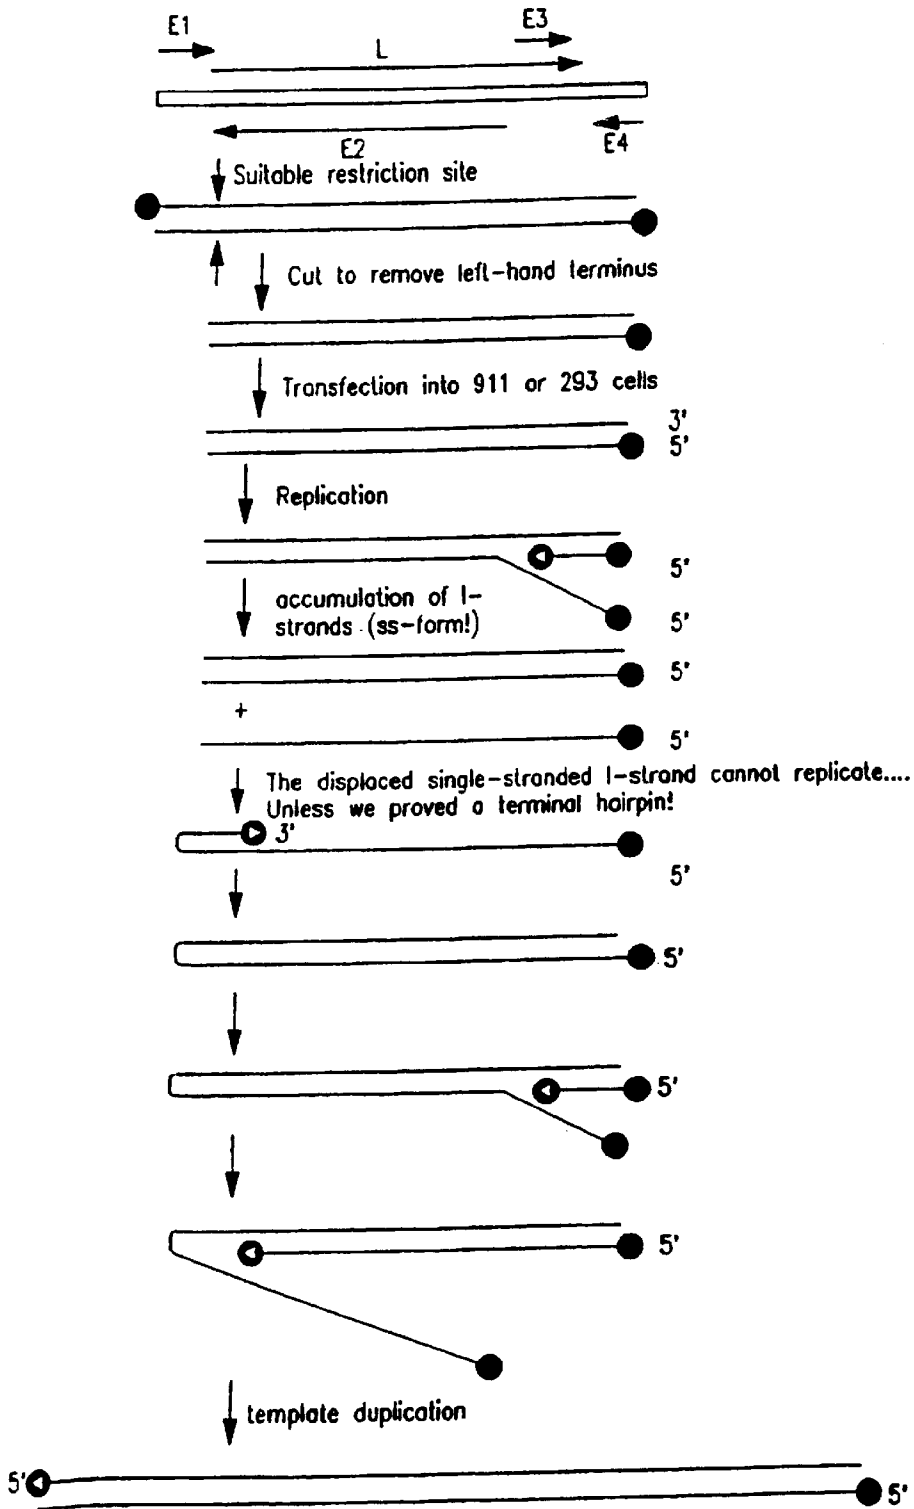 E1
E3
L
E2
E4
Suitable restriction site
Cut to remove left-hand terminus
Transfection into 911 or 293 cells
3'
5'
Replication
5'
accumulation of l-
strands (ss-form!)
5'
5'
+
5'
The displaced single-stranded l-strand cannot replicate....
Unless we proved a terminal hairpin!
3'
5'
5'
5'
5'
template duplication
5'
5'